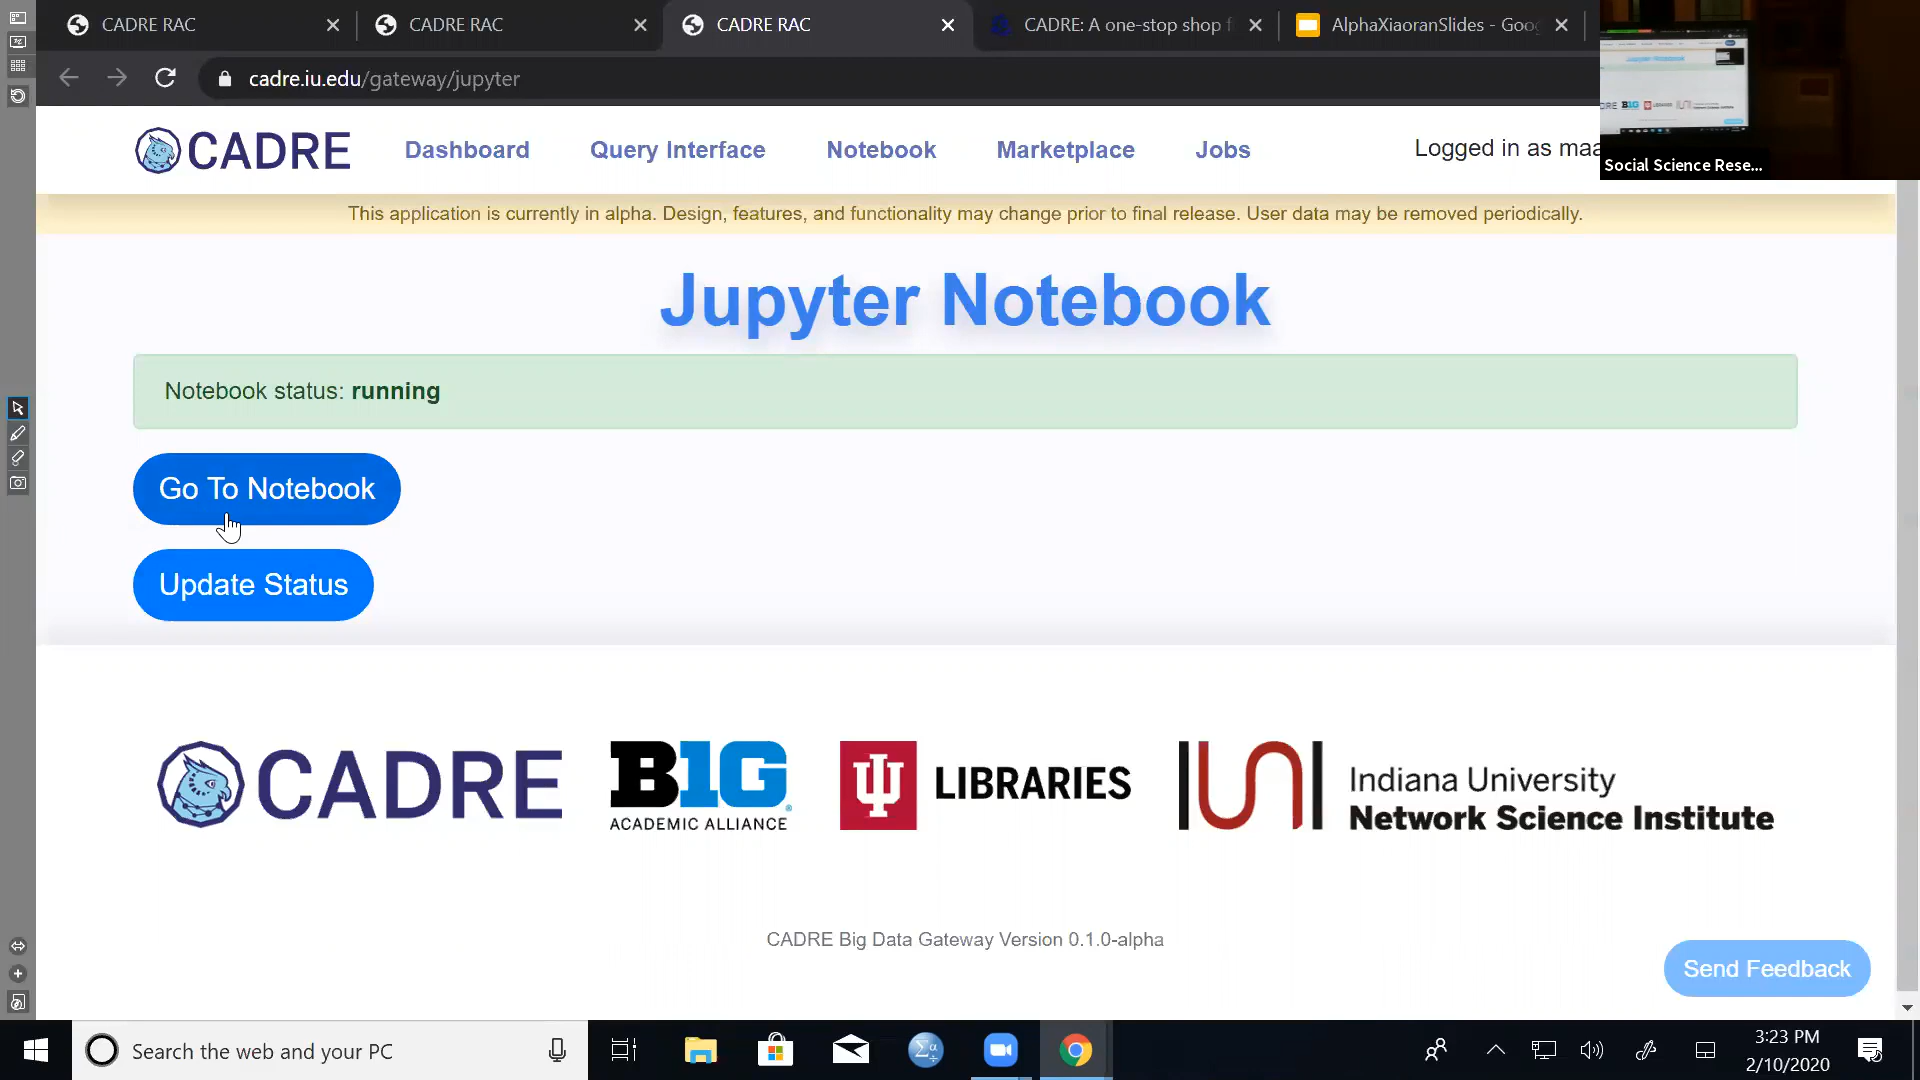 CADRE RAC
CADRE RAC
CADRE RAC
CADRE: A one-stop shop f
AlphaXiaoranSlides - Goo
cadre.iu.edu/gateway/jupyter
CADRE
Dashboard
Query Interface
Notebook
Marketplace
Jobs
Logged in as maa
Social Science Rese...
This application is currently in alpha. Design, features, and functionality may change prior to final release. User data may be removed periodically.
Jupyter Notebook
Notebook status: running
Go To Notebook
Update Status
CADRE
B1G
ACADEMIC ALLIANCE
LIBRARIES
Indiana University
Network Science Institute
CADRE Big Data Gateway Version 0.1.0-alpha
Send Feedback
Search the web and your PC
3:23 PM
2/10/2020